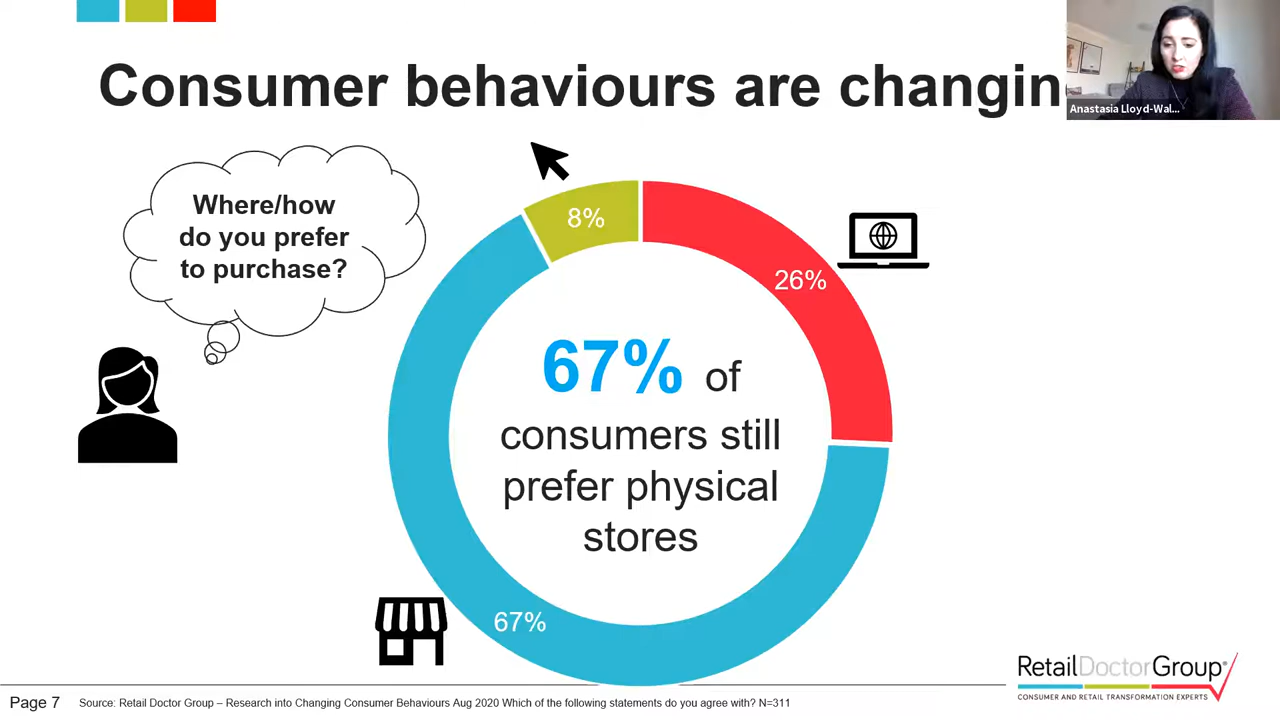 Consumer behaviours are changin
Anastasia Lloyd-Wal...
Where/how
do you prefer
to purchase?
8%
26%
67% of
consumers still
prefer physical
stores
67%
RetailDoctorGroup®
CONSUMER AND RETAIL TRANSFORMATION EXPERTS
Page 7
Source: Retail Doctor Group – Research into Changing Consumer Behaviours Aug 2020 Which of the following statements do you agree with? N=311